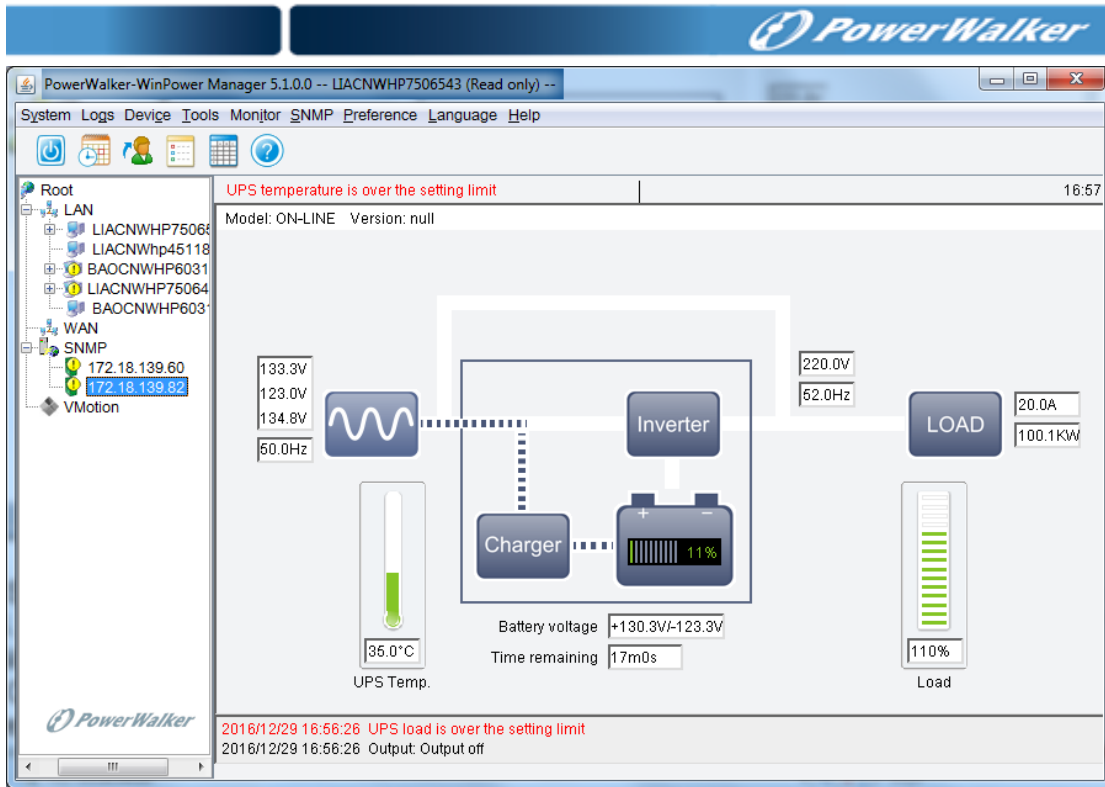 PowerWalker
PowerWalker-WinPower Manager 5.1.0.0 -- LIACNWHP7506543 (Read only) --
System Logs Device Tools Monitor SNMP Preference Language Help
Root
LAN
LIACNWHP7506
LIACNWhp45118
BAOCNWHP6031
LIACNWHP75064
BAOCNWHP603
WAN
SNMP
172.18.139.60
172.18.139.82
VMotion
PowerWalker
UPS temperature is over the setting limit
16:57
Model: ON-LINE Version: null
133.3V
123.0V
134.8V
50.0Hz
Inverter
220.0V
52.0Hz
LOAD
20.0A
100.1KW
Charger
+ −
11%
Battery voltage +130.3V/-123.3V
Time remaining 17m0s
35.0°C
UPS Temp.
110%
Load
2016/12/29 16:56:26 UPS load is over the setting limit
2016/12/29 16:56:26 Output: Output off